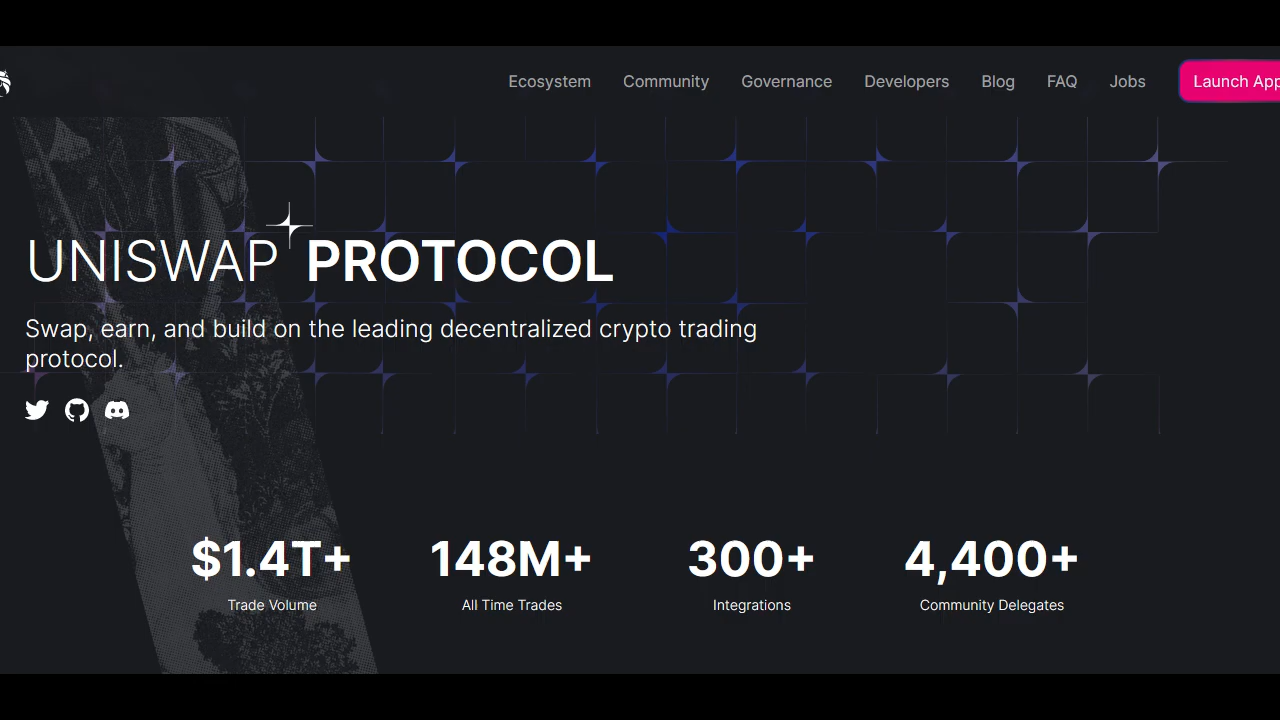 Ecosystem Community Governance Developers Blog FAQ Jobs Launch App
UNISWAP PROTOCOL
Swap, earn, and build on the leading decentralized crypto trading
protocol.
$1.4T+ 148M+ 300+ 4,400+
Trade Volume All Time Trades Integrations Community Delegates